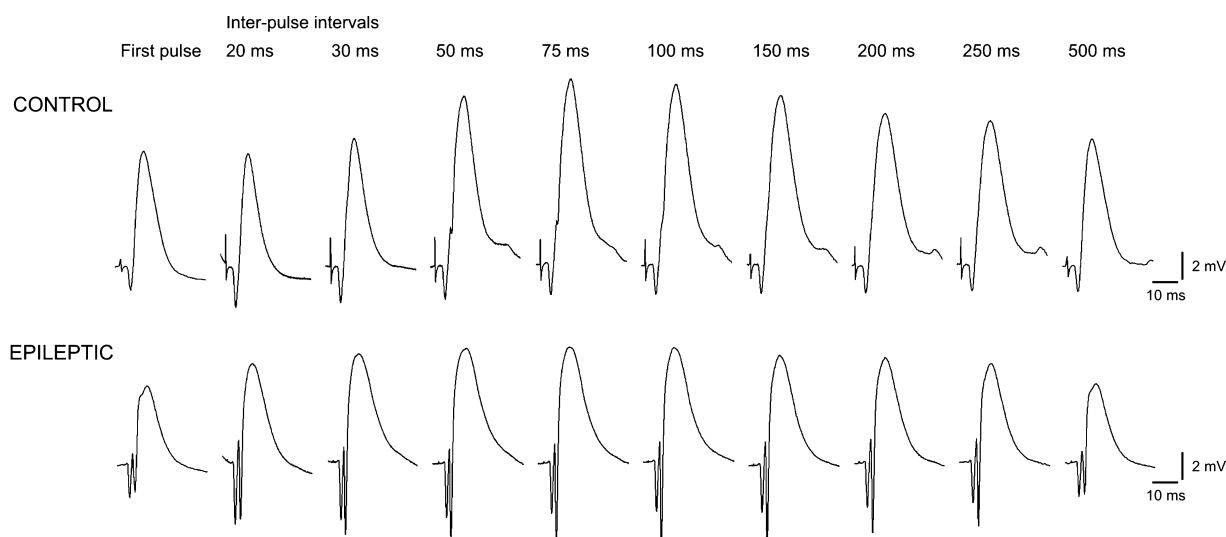 Inter-pulse intervals
First pulse 20 ms 30 ms 50 ms 75 ms 100 ms 150 ms 200 ms 250 ms 500 ms
CONTROL
2 mV
10 ms
EPILEPTIC
2 mV
10 ms